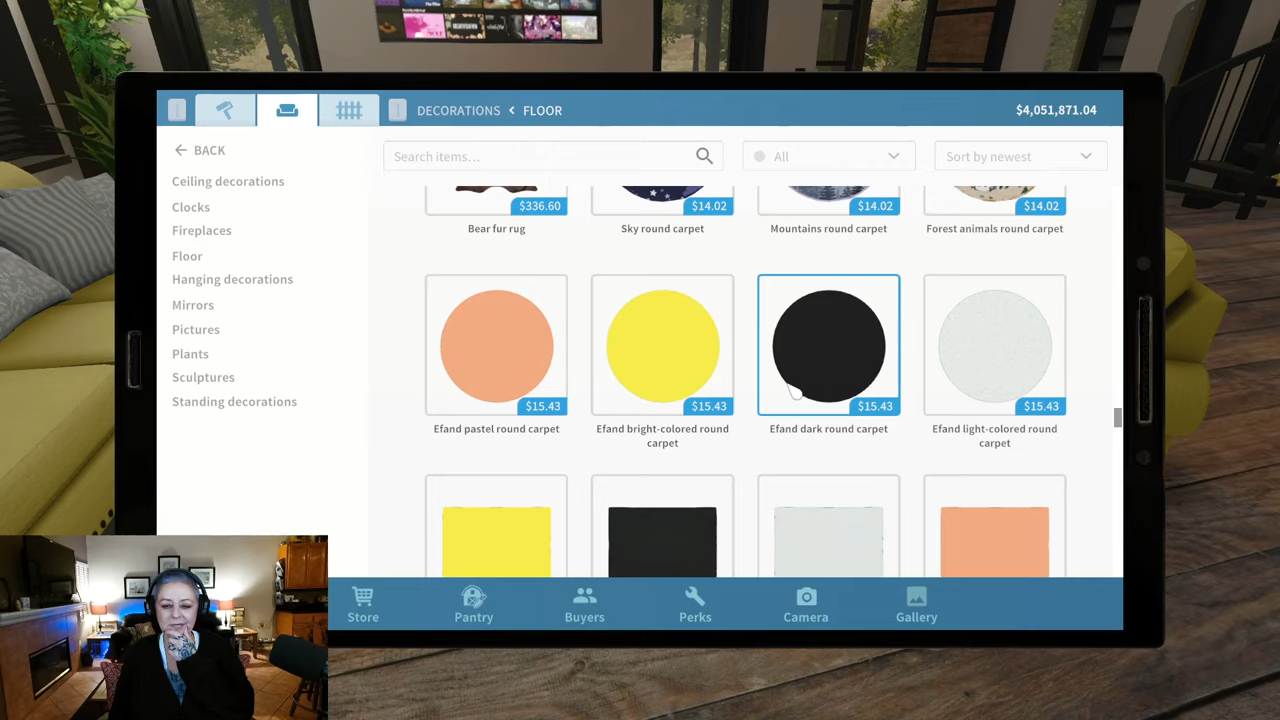 DECORATIONS < FLOOR
$4,051,871.04
BACK
Search items...
All
Sort by newest
Ceiling decorations
Clocks
Fireplaces
Floor
Hanging decorations
Mirrors
Pictures
Plants
Sculptures
Standing decorations
$336.60
$14.02
$14.02
$14.02
Bear fur rug
Sky round carpet
Mountains round carpet
Forest animals round carpet
$15.43
$15.43
$15.43
$15.43
Efand pastel round carpet
Efand bright-colored round
carpet
Efand dark round carpet
Efand light-colored round
carpet
Store
Pantry
Buyers
Perks
Camera
Gallery